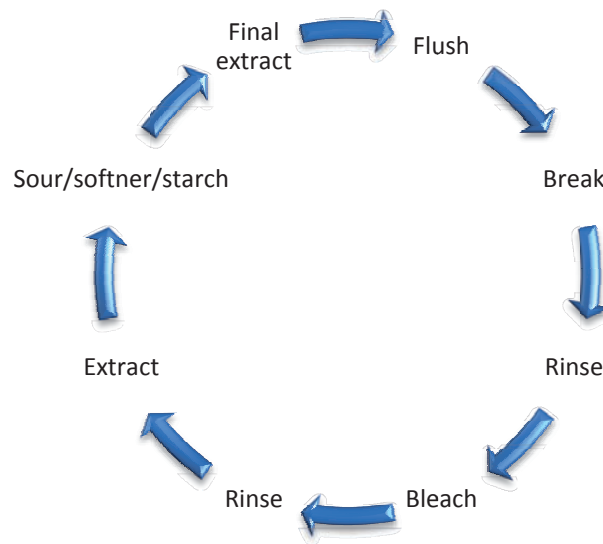 Final
extract
Flush
Break
Rinse
Bleach
Rinse
Extract
Sour/softner/starch